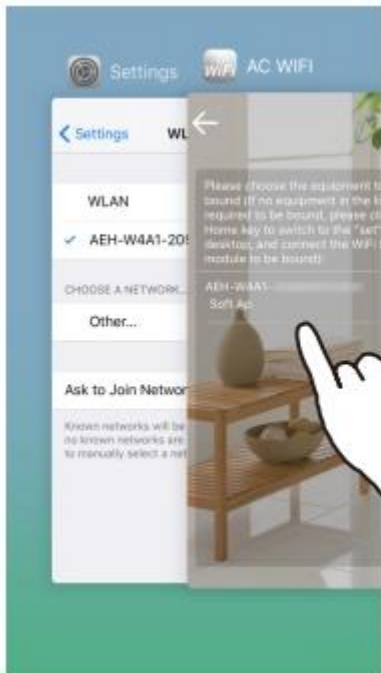 Settings
WiFi AC WIFI
Settings WL
WLAN
AEH-W4A1-20
CHOOSE A NETWORK...
Other...
Ask to Join Networ
Known networks will be
no known networks are
to manually select a net
Please choose the equipment t
bound (If no equipment in the li
required to be bound, please cl
Home key to switch to the "set"
desktop, and connect the WiFi
module to be bound):
AEH-W4A1-
Soft Ap